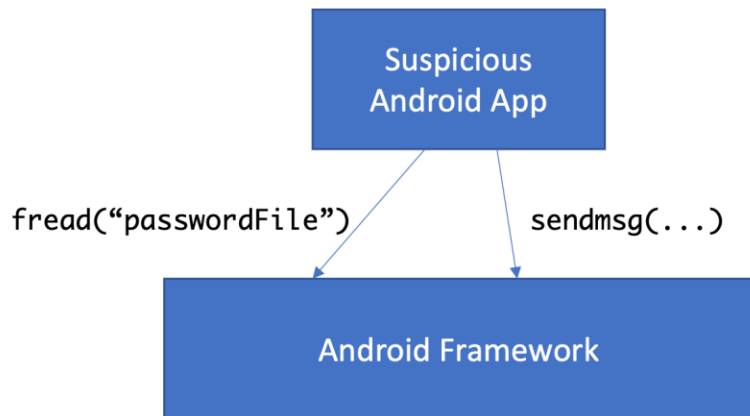 Suspicious
Android App
fread(“passwordFile”)
sendmsg(...)
Android Framework